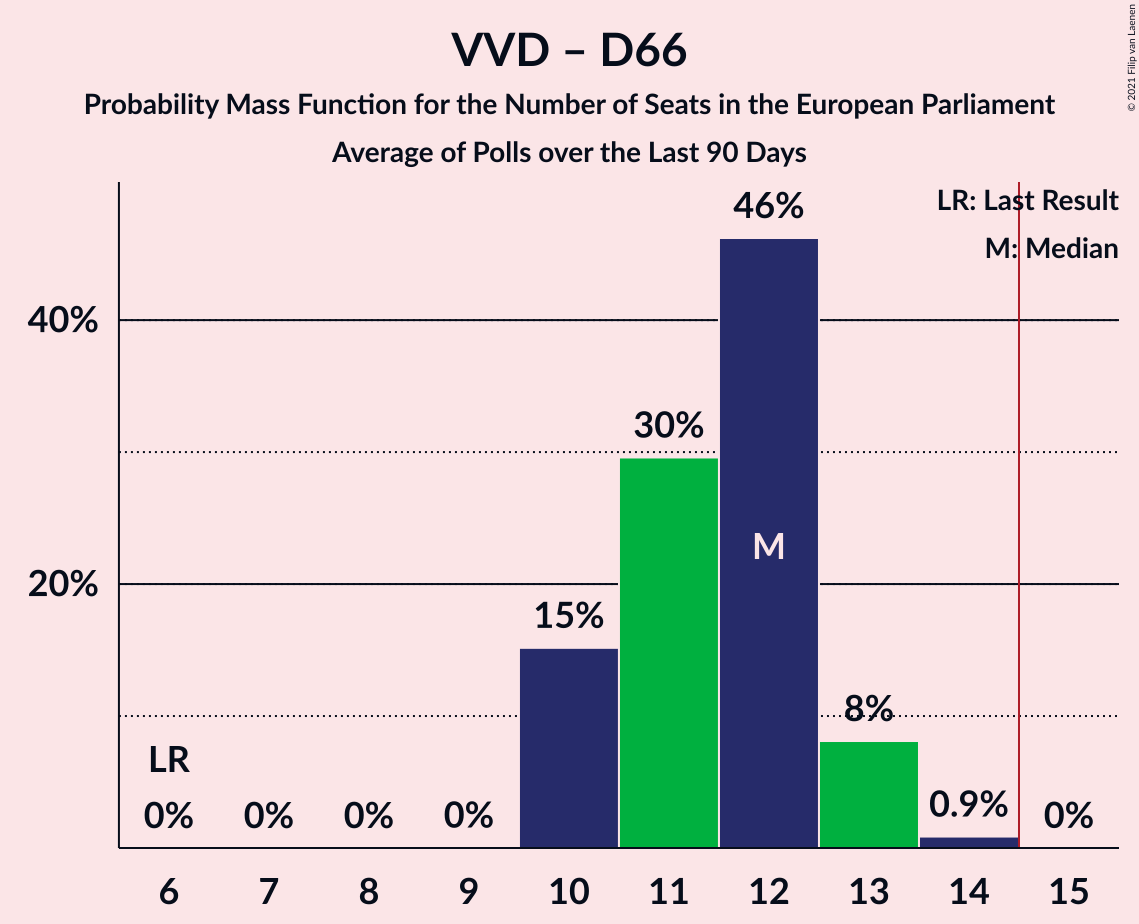 VVD – D66
Probability Mass Function for the Number of Seats in the European Parliament
Average of Polls over the Last 90 Days
© 2021 Filip van Laenen
LR: Last Result
M: Median
46%
40%
30%
M
20%
15%
8%
LR
0.9%
0% 0% 0% 0% 0%
6 7 8 9 10 11 12 13 14 15